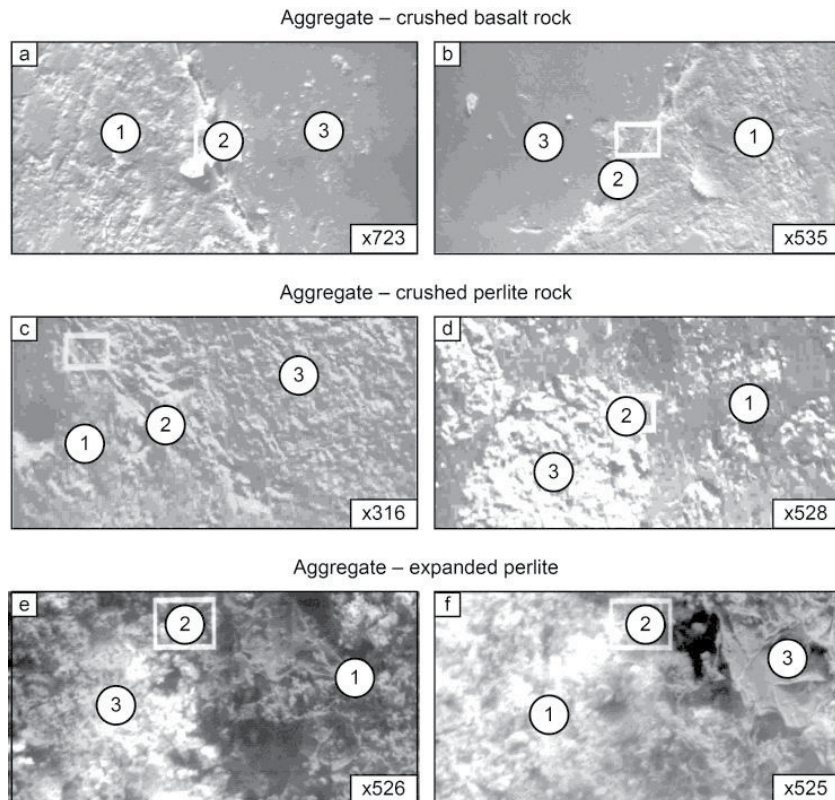 Aggregate – crushed basalt rock
a
b
1
2
3
3
2
1
x723
x535
Aggregate – crushed perlite rock
c
d
1
2
3
3
2
1
x316
x528
Aggregate – expanded perlite
e
f
3
2
1
1
2
3
x526
x525